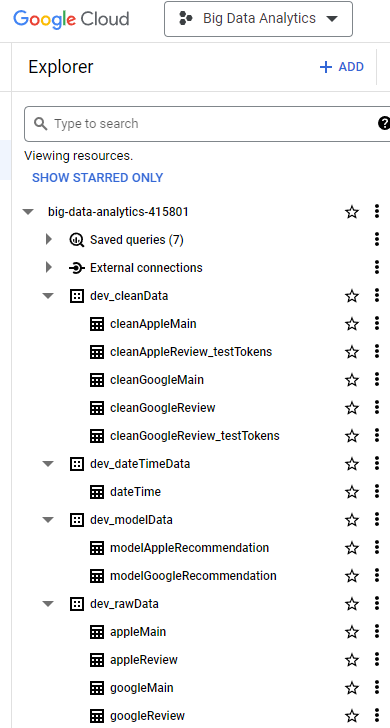 Google Cloud
Big Data Analytics
Explorer
+ ADD
Type to search
?
Viewing resources.
SHOW STARRED ONLY
big-data-analytics-415801
Saved queries (7)
External connections
dev_cleanData
cleanAppleMain
cleanAppleReview_testTokens
cleanGoogleMain
cleanGoogleReview
cleanGoogleReview_testTokens
dev_dateTimeData
dateTime
dev_modelData
modelAppleRecommendation
modelGoogleRecommendation
dev_rawData
appleMain
appleReview
googleMain
googleReview